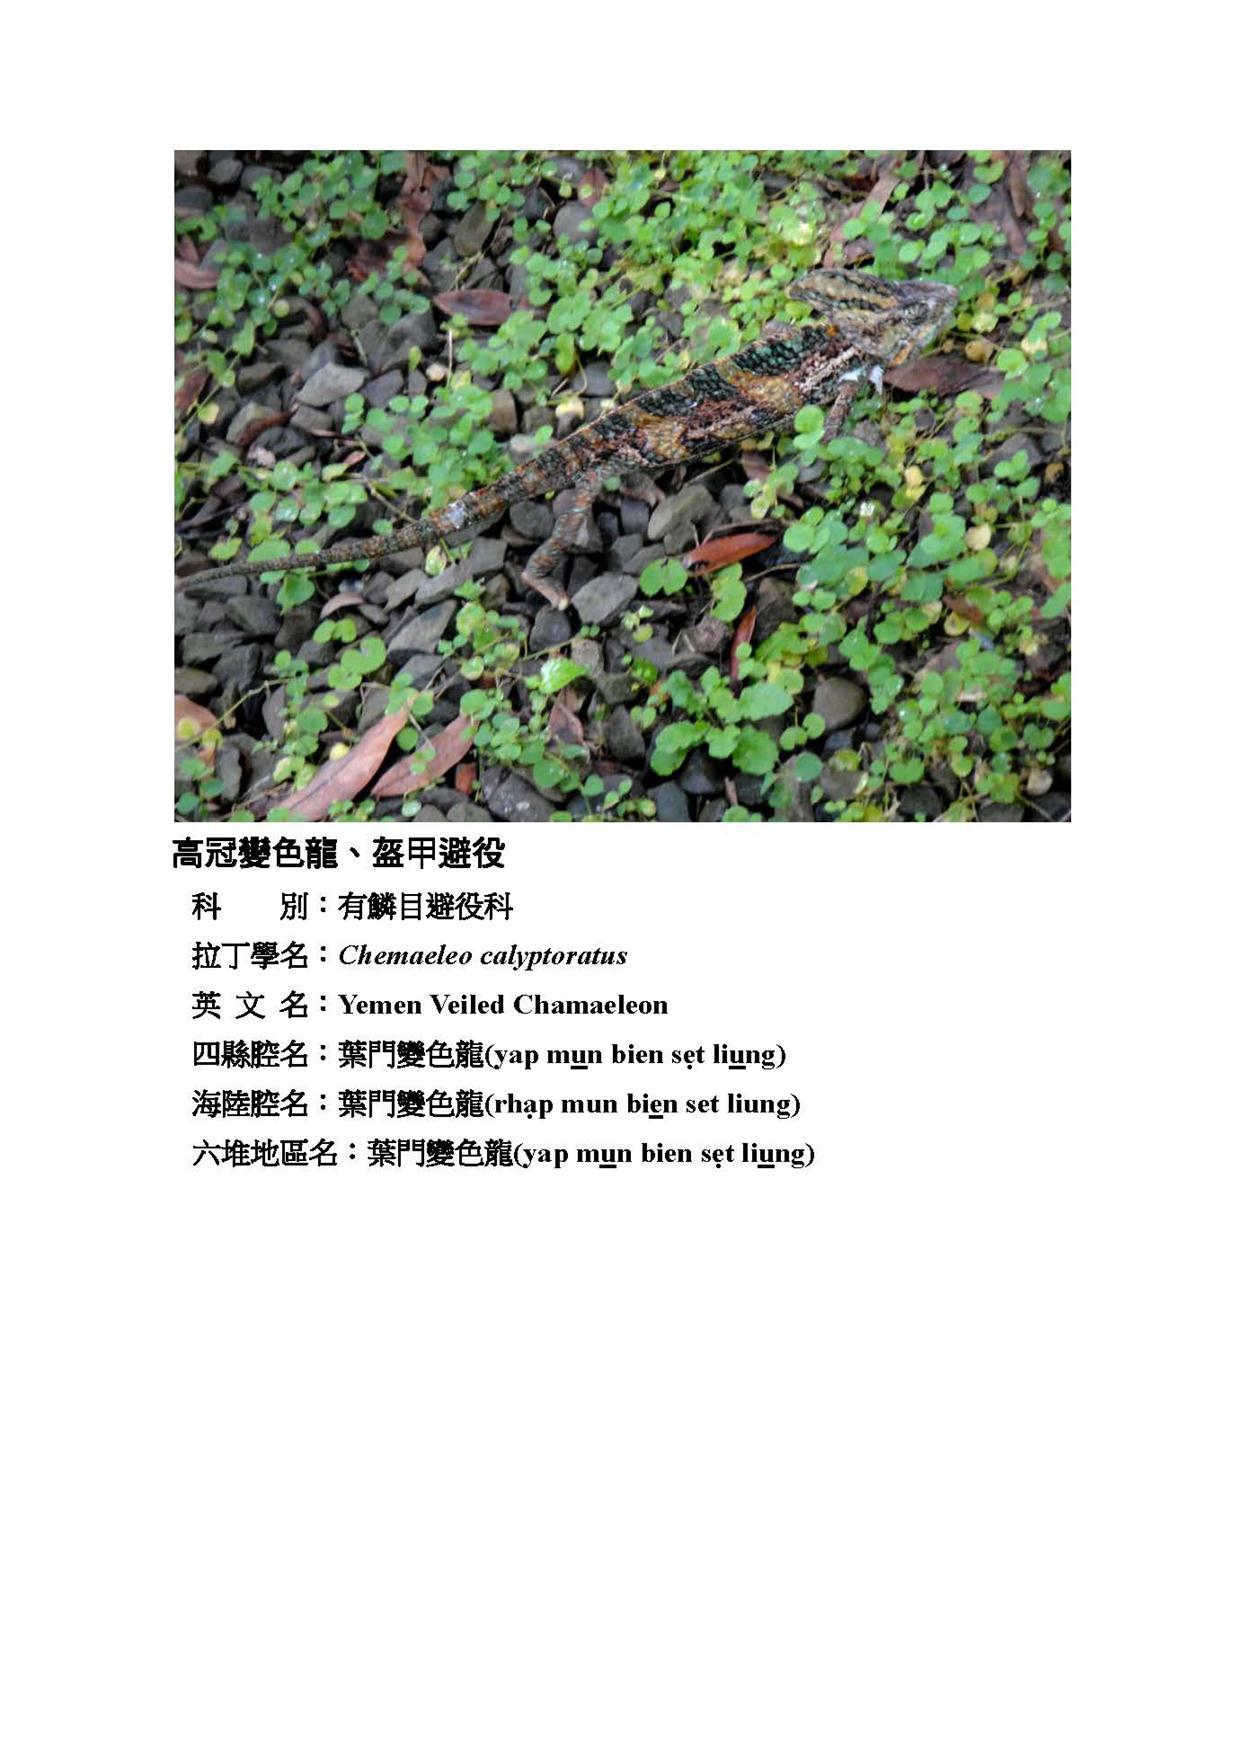 高冠變色龍、盔甲避役
科　　別：有鱗目避役科
拉丁學名：Chemaeleo calyptoratus
英 文 名：Yemen Veiled Chamaeleon
四縣腔名：葉門變色龍(yap mu̲n bien sẹt liu̲ng)
海陸腔名：葉門變色龍(rhạp mun bie̲n set liung)
六堆地區名：葉門變色龍(yap mu̲n bien sẹt liu̲ng)